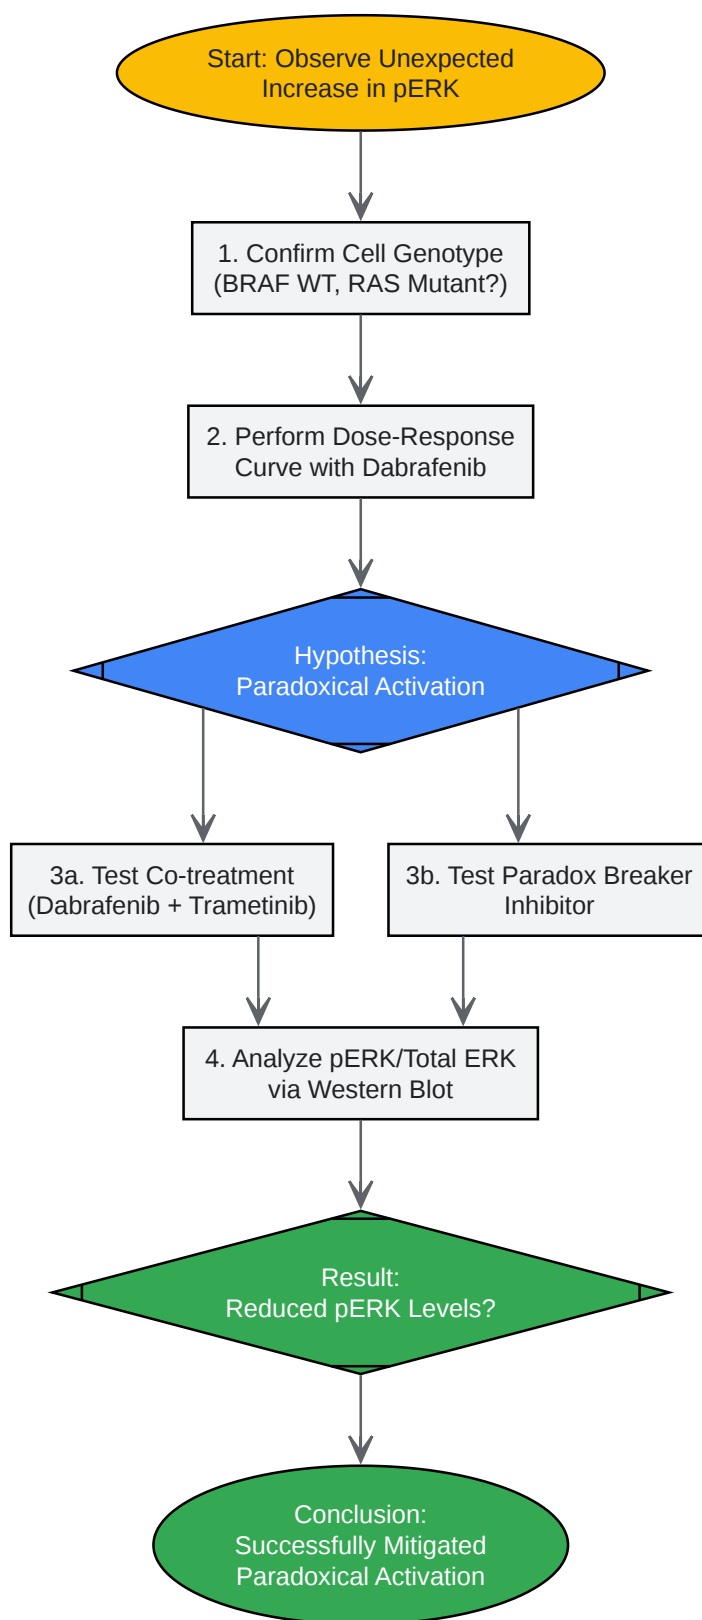 Start: Observe Unexpected
Increase in pERK
1. Confirm Cell Genotype
(BRAF WT, RAS Mutant?)
2. Perform Dose-Response
Curve with Dabrafenib
Hypothesis:
Paradoxical Activation
3a. Test Co-treatment
(Dabrafenib + Trametinib)
3b. Test Paradox Breaker
Inhibitor
4. Analyze pERK/Total ERK
via Western Blot
Result:
Reduced pERK Levels?
Conclusion:
Successfully Mitigated
Paradoxical Activation